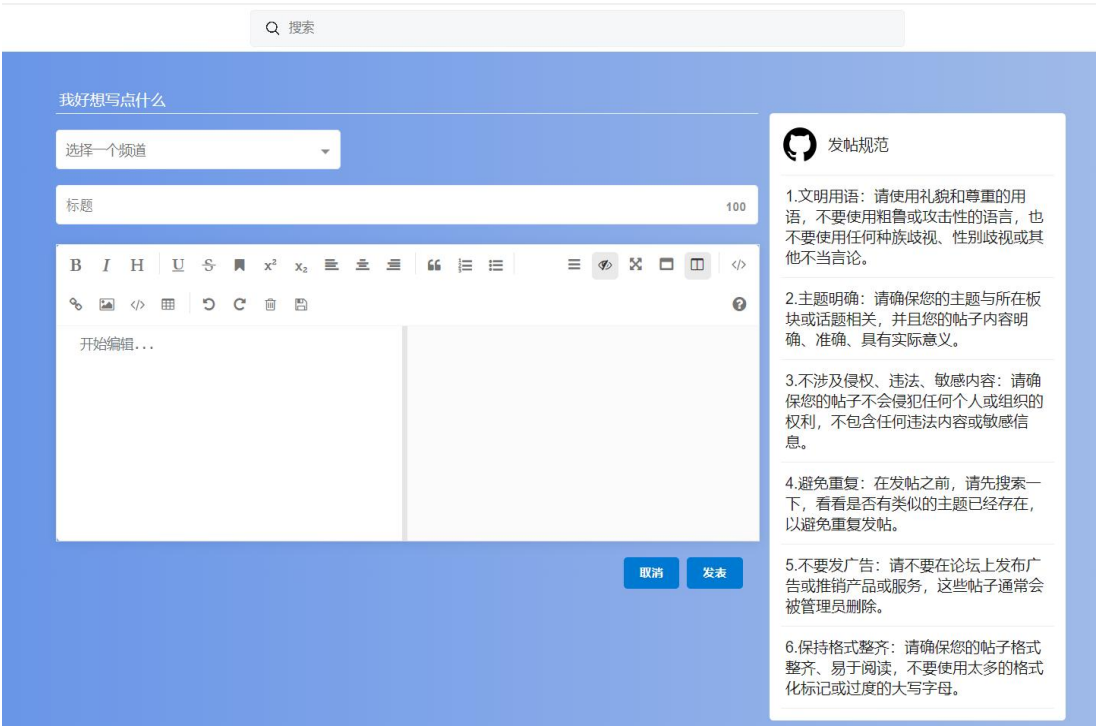 搜索
我好想写点什么
选择一个频道
标题
100
B I H U S x² x₂
开始编辑...
取消
发表
发帖规范
1.文明用语：请使用礼貌和尊重的用
语，不要使用粗鲁或攻击性的语言，也
不要使用任何种族歧视、性别歧视或其
他不当言论。
2.主题明确：请确保您的主题与所在板
块或话题相关，并且您的帖子内容明
确、准确、具有实际意义。
3.不涉及侵权、违法、敏感内容：请确
保您的帖子不会侵犯任何个人或组织的
权利，不包含任何违法内容或敏感信
息。
4.避免重复：在发帖之前，请先搜索一
下，看看是否有类似的主题已经存在，
以避免重复发帖。
5.不要发广告：请不要在论坛上发布广
告或推销产品或服务，这些帖子通常会
被管理员删除。
6.保持格式整齐：请确保您的帖子格式
整齐、易于阅读，不要使用太多的格式
化标记或过度的大写字母。